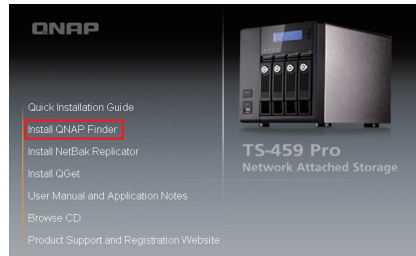 QNAP
Quick Installation Guide
Install QNAP Finder
Install NetBak Replicator
Install QGet
User Manual and Application Notes
Browse CD
Product Support and Registration Website
TS-459 Pro
Network Attached Storage